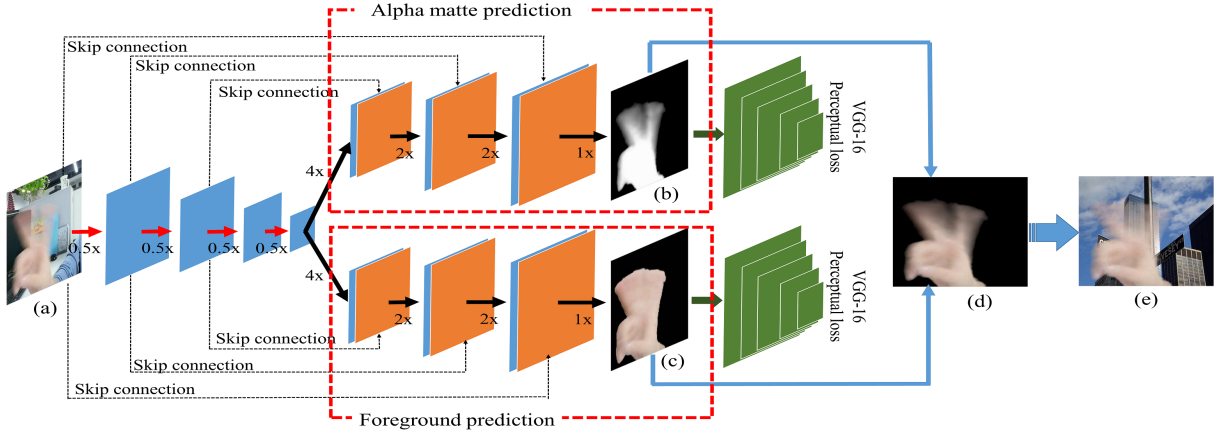 Alpha matte prediction
Skip connection
Skip connection
Skip connection
2x
2x
1x
(b)
VGG-16
Perceptual loss
4x
0.5x
0.5x
0.5x
0.5x
(a)
4x
2x
2x
1x
(c)
VGG-16
Perceptual loss
Skip connection
Skip connection
Skip connection
Foreground prediction
(d)
(e)